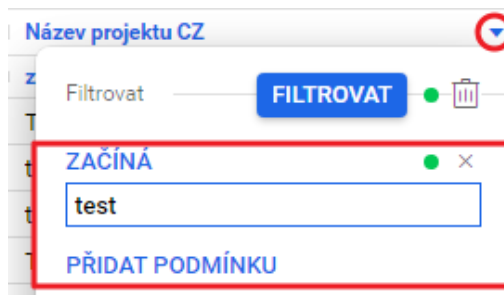 Název projektu CZ
z
Filtrovat
FILTROVAT
T
ZAČÍNÁ
t
test
t
PŘIDAT PODMÍNKU
T